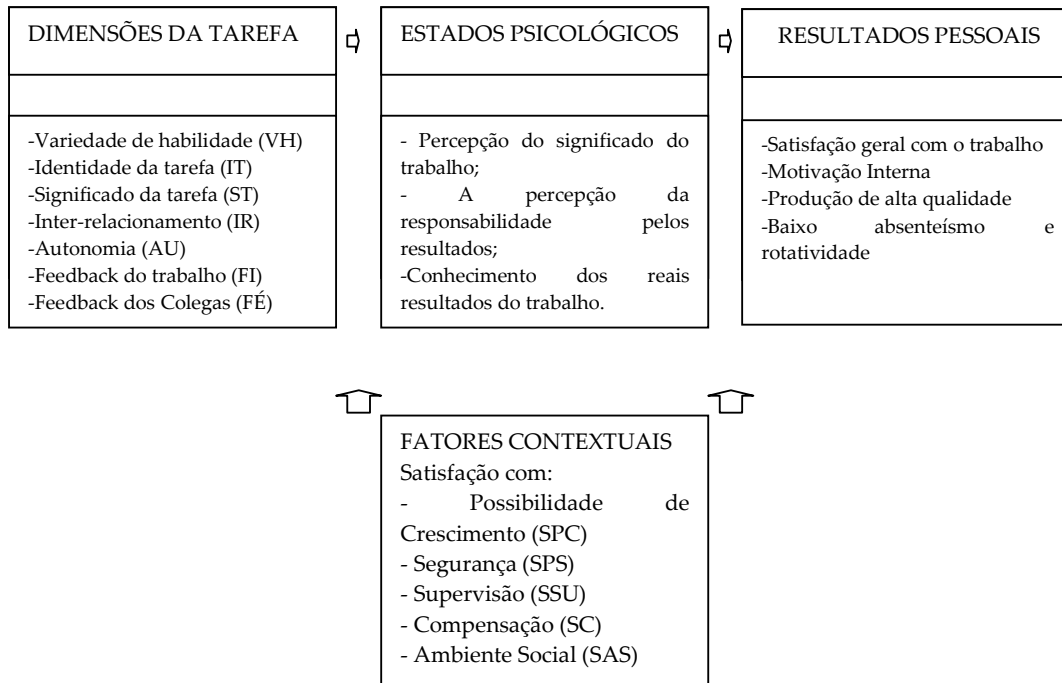 DIMENSÕES DA TAREFA
-Variedade de habilidade (VH)
-Identidade da tarefa (IT)
-Significado da tarefa (ST)
-Inter-relacionamento (IR)
-Autonomia (AU)
-Feedback do trabalho (FI)
-Feedback dos Colegas (FÉ)
ESTADOS PSICOLÓGICOS
- Percepção do significado do
trabalho;
- A percepção da
responsabilidade pelos
resultados;
-Conhecimento dos reais
resultados do trabalho.
RESULTADOS PESSOAIS
-Satisfação geral com o trabalho
-Motivação Interna
-Produção de alta qualidade
-Baixo absenteísmo e
rotatividade
FATORES CONTEXTUAIS
Satisfação com:
- Possibilidade de
Crescimento (SPC)
- Segurança (SPS)
- Supervisão (SSU)
- Compensação (SC)
- Ambiente Social (SAS)